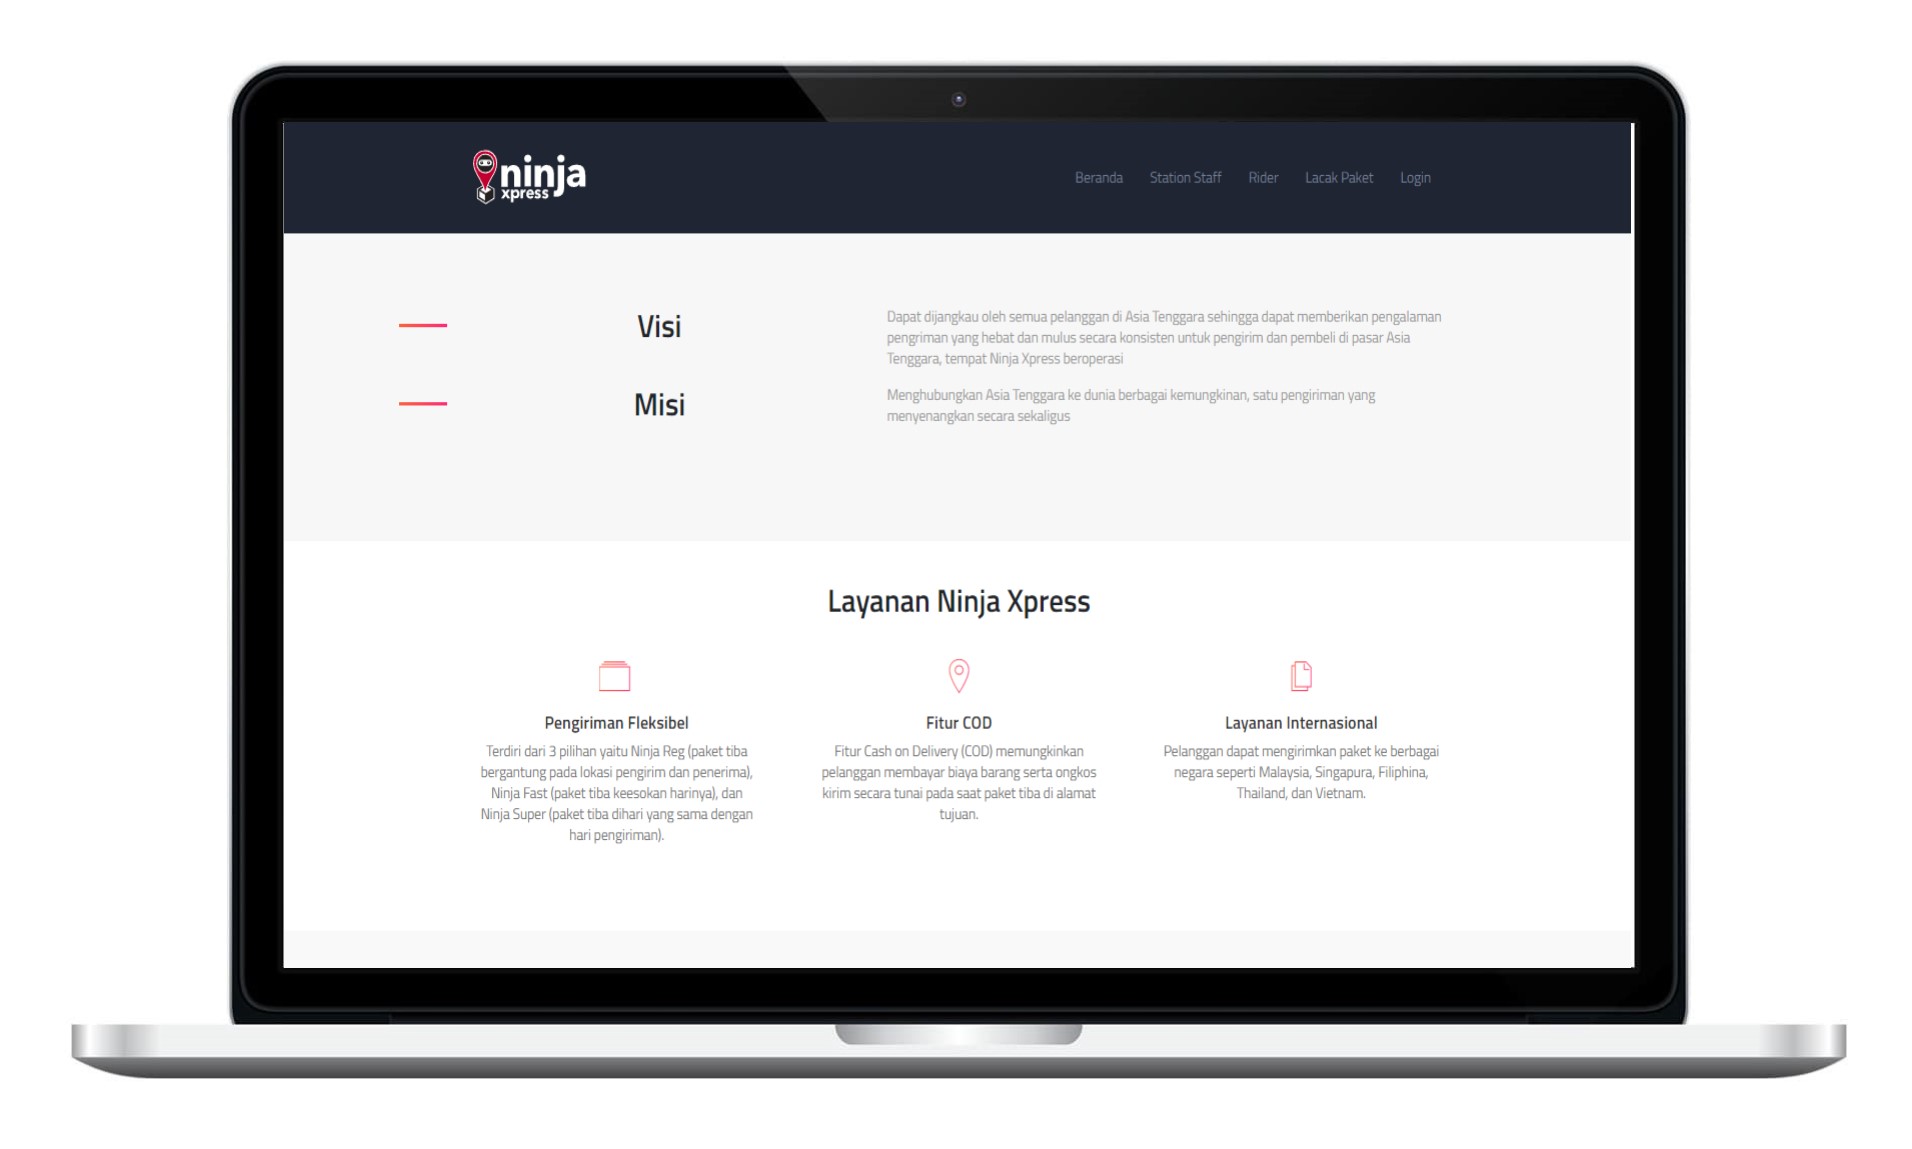 ninja
xpress
Beranda Station Staff Rider Lacak Paket Login
Visi
Dapat dijangkau oleh semua pelanggan di Asia Tenggara sehingga dapat memberikan pengalaman
pengriman yang hebat dan mulus secara konsisten untuk pengirim dan pembeli di pasar Asia
Tenggara, tempat Ninja Xpress beroperasi
Misi
Menghubungkan Asia Tenggara ke dunia berbagai kemungkinan, satu pengiriman yang
menyenangkan secara sekaligus
Layanan Ninja Xpress
Pengiriman Fleksibel
Terdiri dari 3 pilihan yaitu Ninja Reg (paket tiba
bergantung pada lokasi pengirim dan penerima),
Ninja Fast (paket tiba keesokan harinya), dan
Ninja Super (paket tiba dihari yang sama dengan
hari pengiriman).
Fitur COD
Fitur Cash on Delivery (COD) memungkinkan
pelanggan membayar biaya barang serta ongkos
kirim secara tunai pada saat paket tiba di alamat
tujuan.
Layanan Internasional
Pelanggan dapat mengirimkan paket ke berbagai
negara seperti Malaysia, Singapura, Filiphina,
Thailand, dan Vietnam.